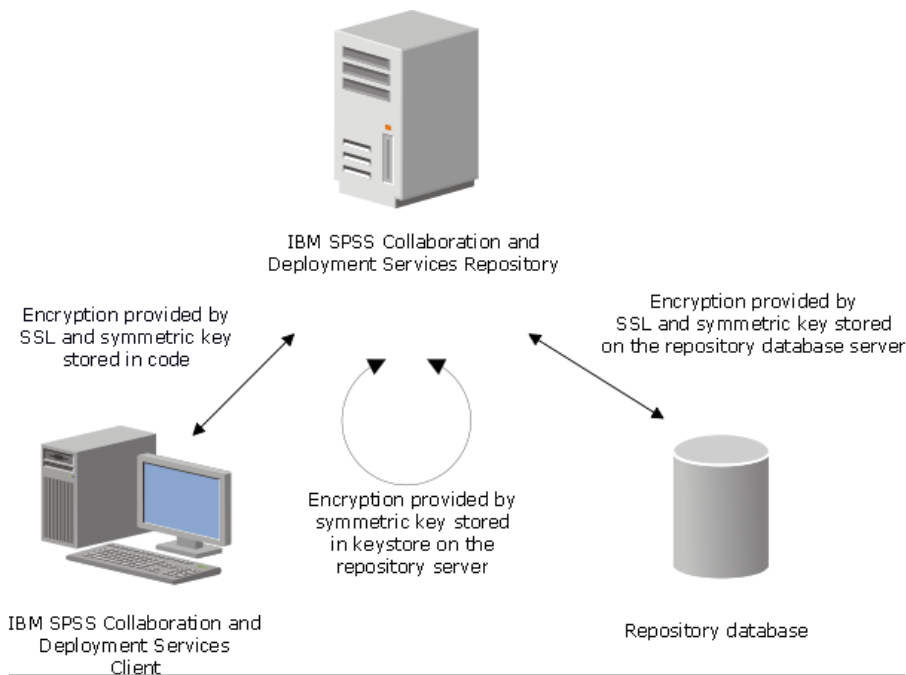 IBM SPSS Collaboration and
Deployment Services Repository
Encryption provided by
SSL and symmetric key
stored in code
Encryption provided by
SSL and symmetric key stored
on the repository database server
Encryption provided by
symmetric key stored
in keystore on the
repository server
IBM SPSS Collaboration and
Deployment Services
Client
Repository database